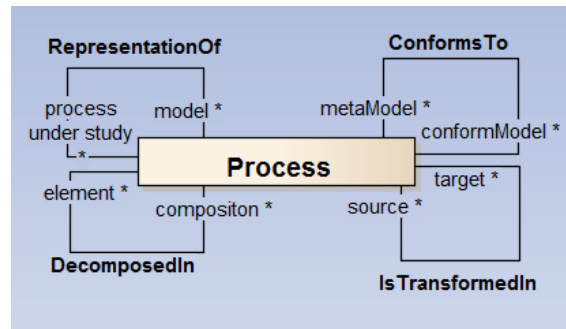 RepresentationOf
ConformsTo
process
under study
*
model *
metaModel *
conformModel *
Process
element *
compositon *
source *
target *
DecomposedIn
IsTransformedIn